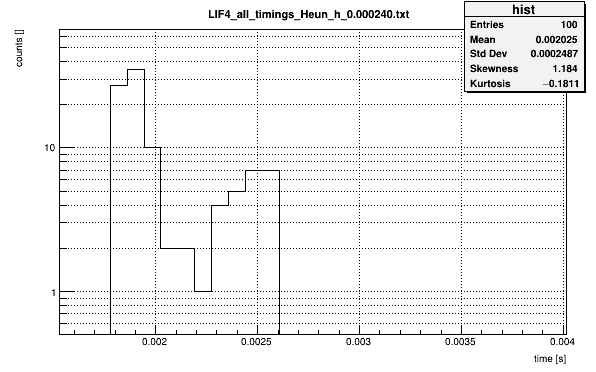 LIF4_all_timings_Heun_h_0.000240.txt
hist
Entries 100
Mean 0.002025
Std Dev 0.0002487
Skewness 1.184
Kurtosis −0.1811
counts []
10
1
0.002 0.0025 0.003 0.0035 0.004
time [s]